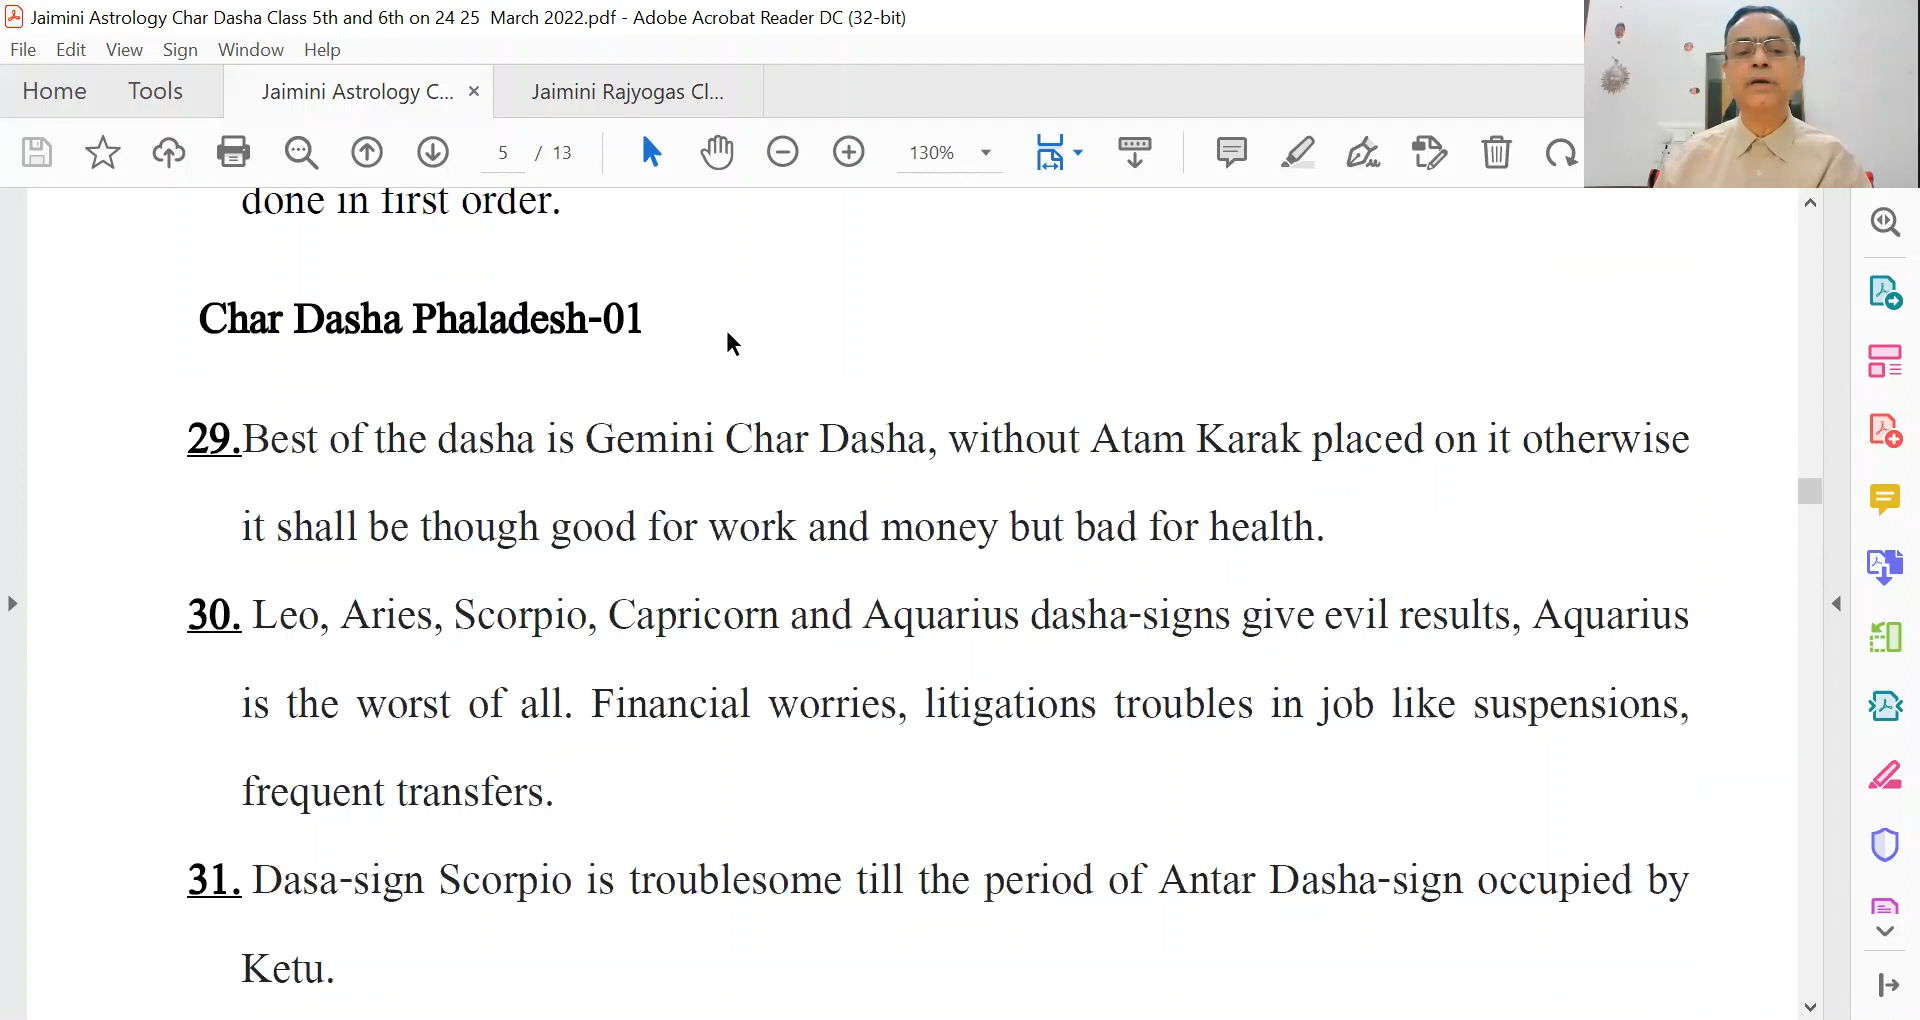 Jaimini Astrology Char Dasha Class 5th and 6th on 24 25 March 2022.pdf - Adobe Acrobat Reader DC (32-bit)
File Edit View Sign Window Help
Home Tools Jaimini Astrology C... × Jaimini Rajyogas Cl...
5 / 13 130%
done in first order.
Char Dasha Phaladesh-01
29.Best of the dasha is Gemini Char Dasha, without Atam Karak placed on it otherwise
it shall be though good for work and money but bad for health.
30. Leo, Aries, Scorpio, Capricorn and Aquarius dasha-signs give evil results, Aquarius
is the worst of all. Financial worries, litigations troubles in job like suspensions,
frequent transfers.
31. Dasa-sign Scorpio is troublesome till the period of Antar Dasha-sign occupied by
Ketu.